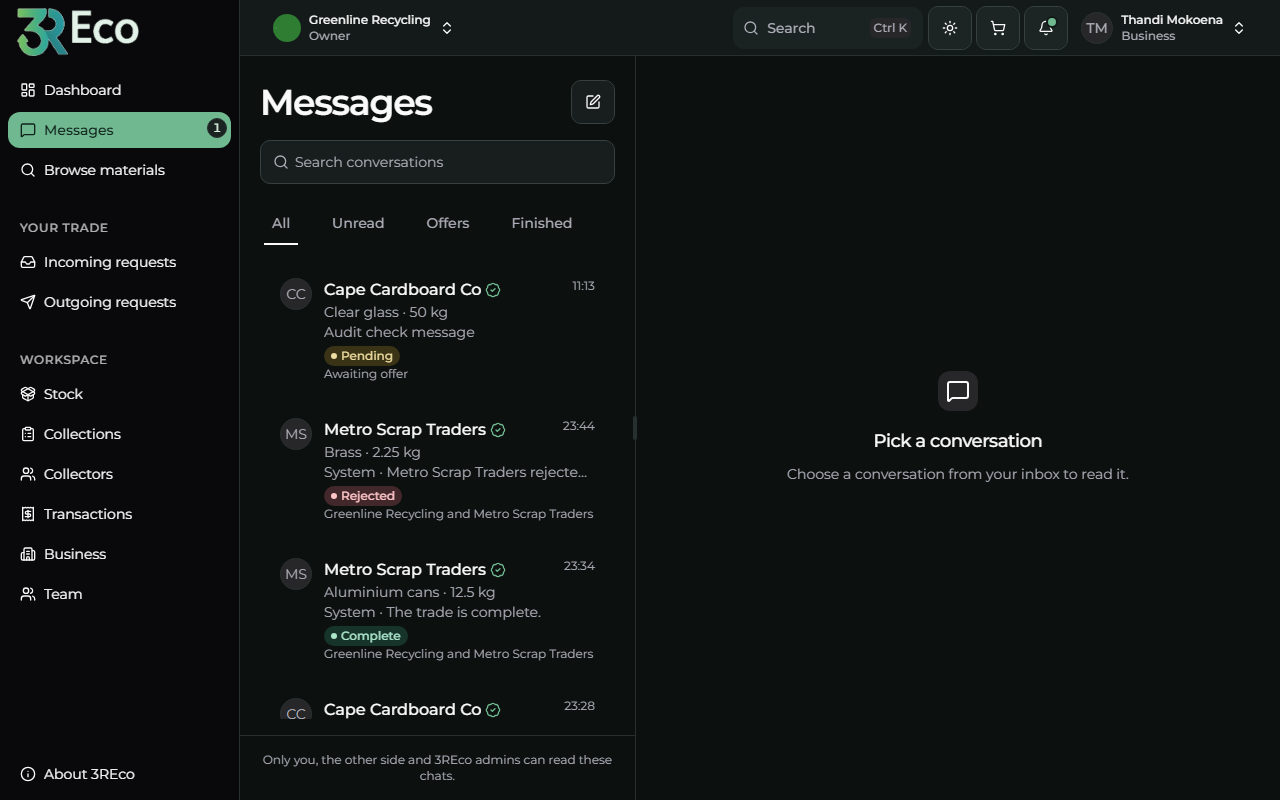 3REco
Greenline Recycling
Owner
Search
Ctrl K
TM
Thandi Mokoena
Business
Dashboard
Messages
1
Browse materials
YOUR TRADE
Incoming requests
Outgoing requests
WORKSPACE
Stock
Collections
Collectors
Transactions
Business
Team
About 3REco
Messages
Search conversations
All
Unread
Offers
Finished
CC
Cape Cardboard Co
11:13
Clear glass · 50 kg
Audit check message
Pending
Awaiting offer
MS
Metro Scrap Traders
23:44
Brass · 2.25 kg
System · Metro Scrap Traders rejecte...
Rejected
Greenline Recycling and Metro Scrap Traders
MS
Metro Scrap Traders
23:34
Aluminium cans · 12.5 kg
System · The trade is complete.
Complete
Greenline Recycling and Metro Scrap Traders
CC
Cape Cardboard Co
23:28
Only you, the other side and 3REco admins can read these
chats.
Pick a conversation
Choose a conversation from your inbox to read it.